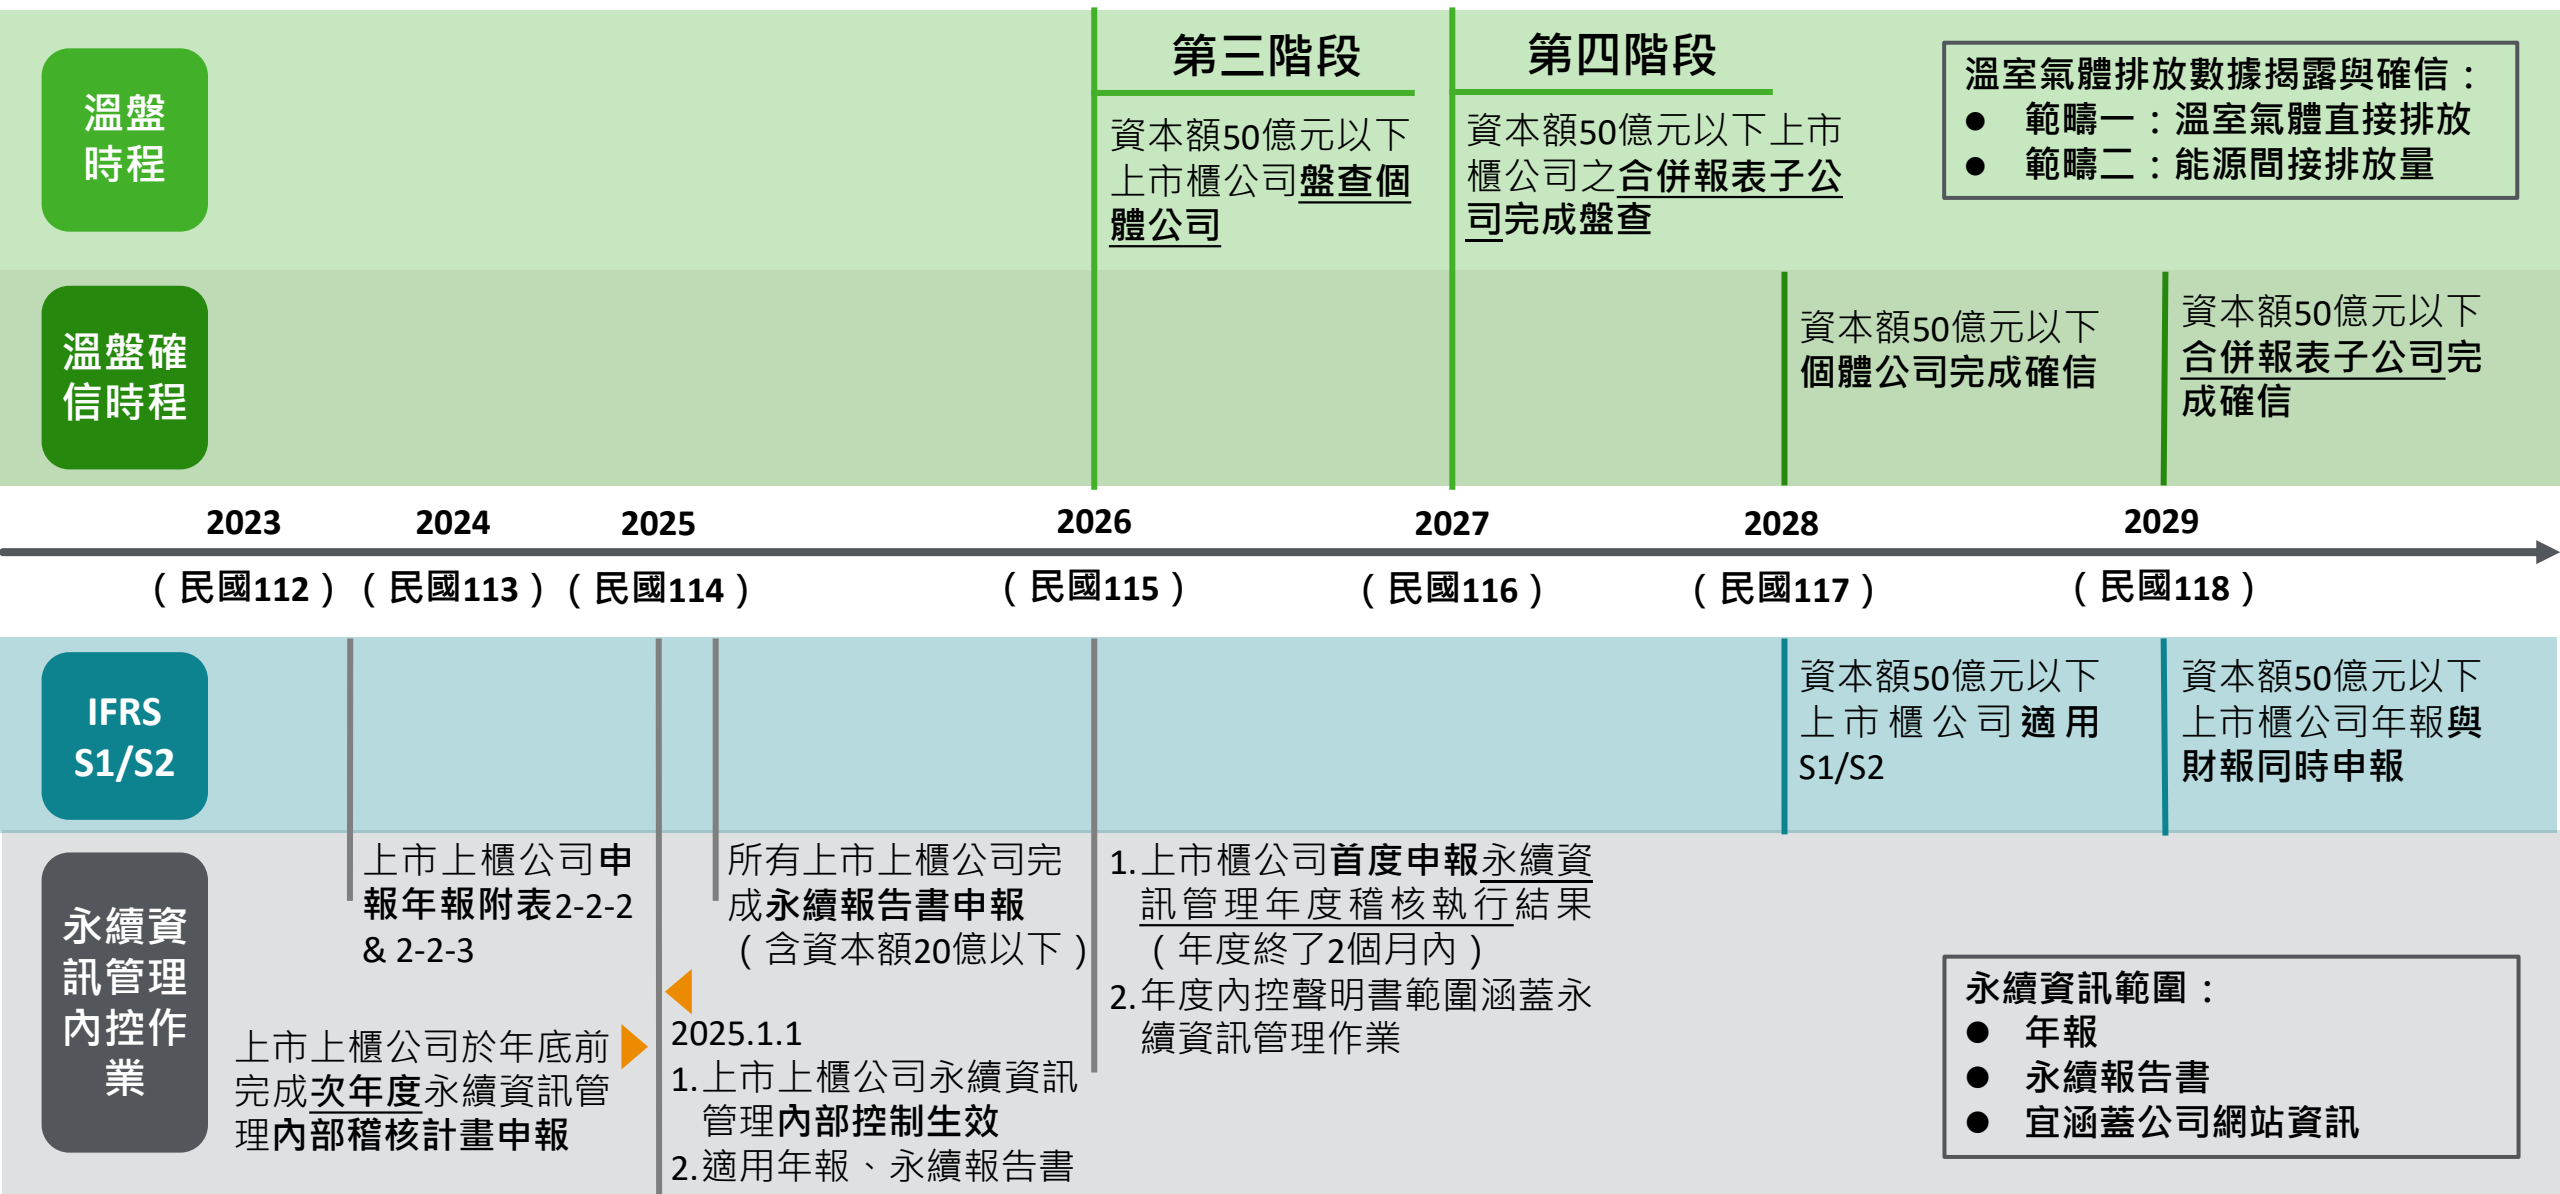 溫盤
時程
第三階段
資本額50億元以下
上市櫃公司盤查個
體公司
第四階段
資本額50億元以下上市
櫃公司之合併報表子公
司完成盤查
溫室氣體排放數據揭露與確信：
● 範疇一：溫室氣體直接排放
● 範疇二：能源間接排放量
溫盤確
信時程
資本額50億元以下
個體公司完成確信
資本額50億元以下
合併報表子公司完
成確信
2023
2024
2025
2026
2027
2028
2029
（民國112）
（民國113）
（民國114）
（民國115）
（民國116）
（民國117）
（民國118）
IFRS
S1/S2
資本額50億元以下
上市櫃公司適用
S1/S2
資本額50億元以下
上市櫃公司年報與
財報同時申報
永續資
訊管理
內控作
業
上市上櫃公司申
報年報附表2-2-2
& 2-2-3
上市上櫃公司於年底前
完成次年度永續資訊管
理內部稽核計畫申報
所有上市上櫃公司完
成永續報告書申報
（含資本額20億以下）
2025.1.1
1.上市上櫃公司永續資訊
管理內部控制生效
2.適用年報、永續報告書
1.上市櫃公司首度申報永續資
訊管理年度稽核執行結果
（年度終了2個月內）
2.年度內控聲明書範圍涵蓋永
續資訊管理作業
永續資訊範圍：
● 年報
● 永續報告書
● 宜涵蓋公司網站資訊